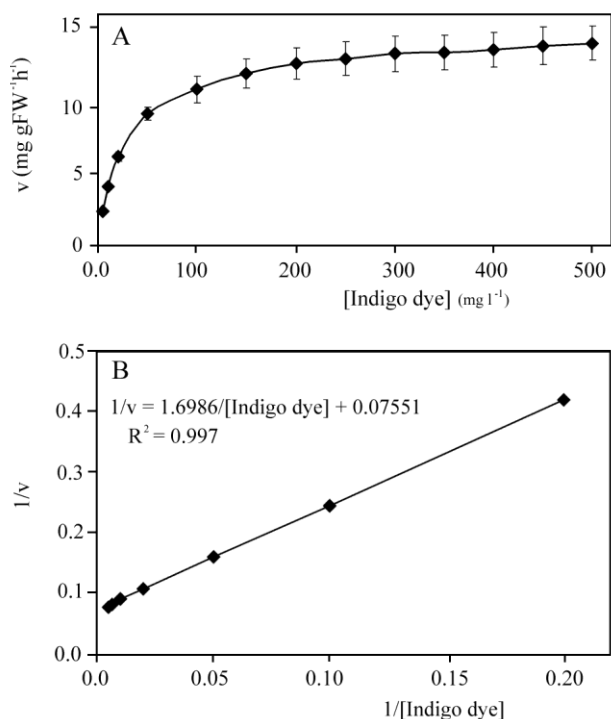 A
15
10
5
0
v (mg gFW⁻¹h⁻¹)
0.0 100 200 300 400 500
[Indigo dye] (mg l⁻¹)
B
0.5
1/v = 1.6986/[Indigo dye] + 0.07551
R² = 0.997
0.4
0.3
0.2
0.1
0.0
1/v
0.0 0.05 0.10 0.15 0.20
1/[Indigo dye]